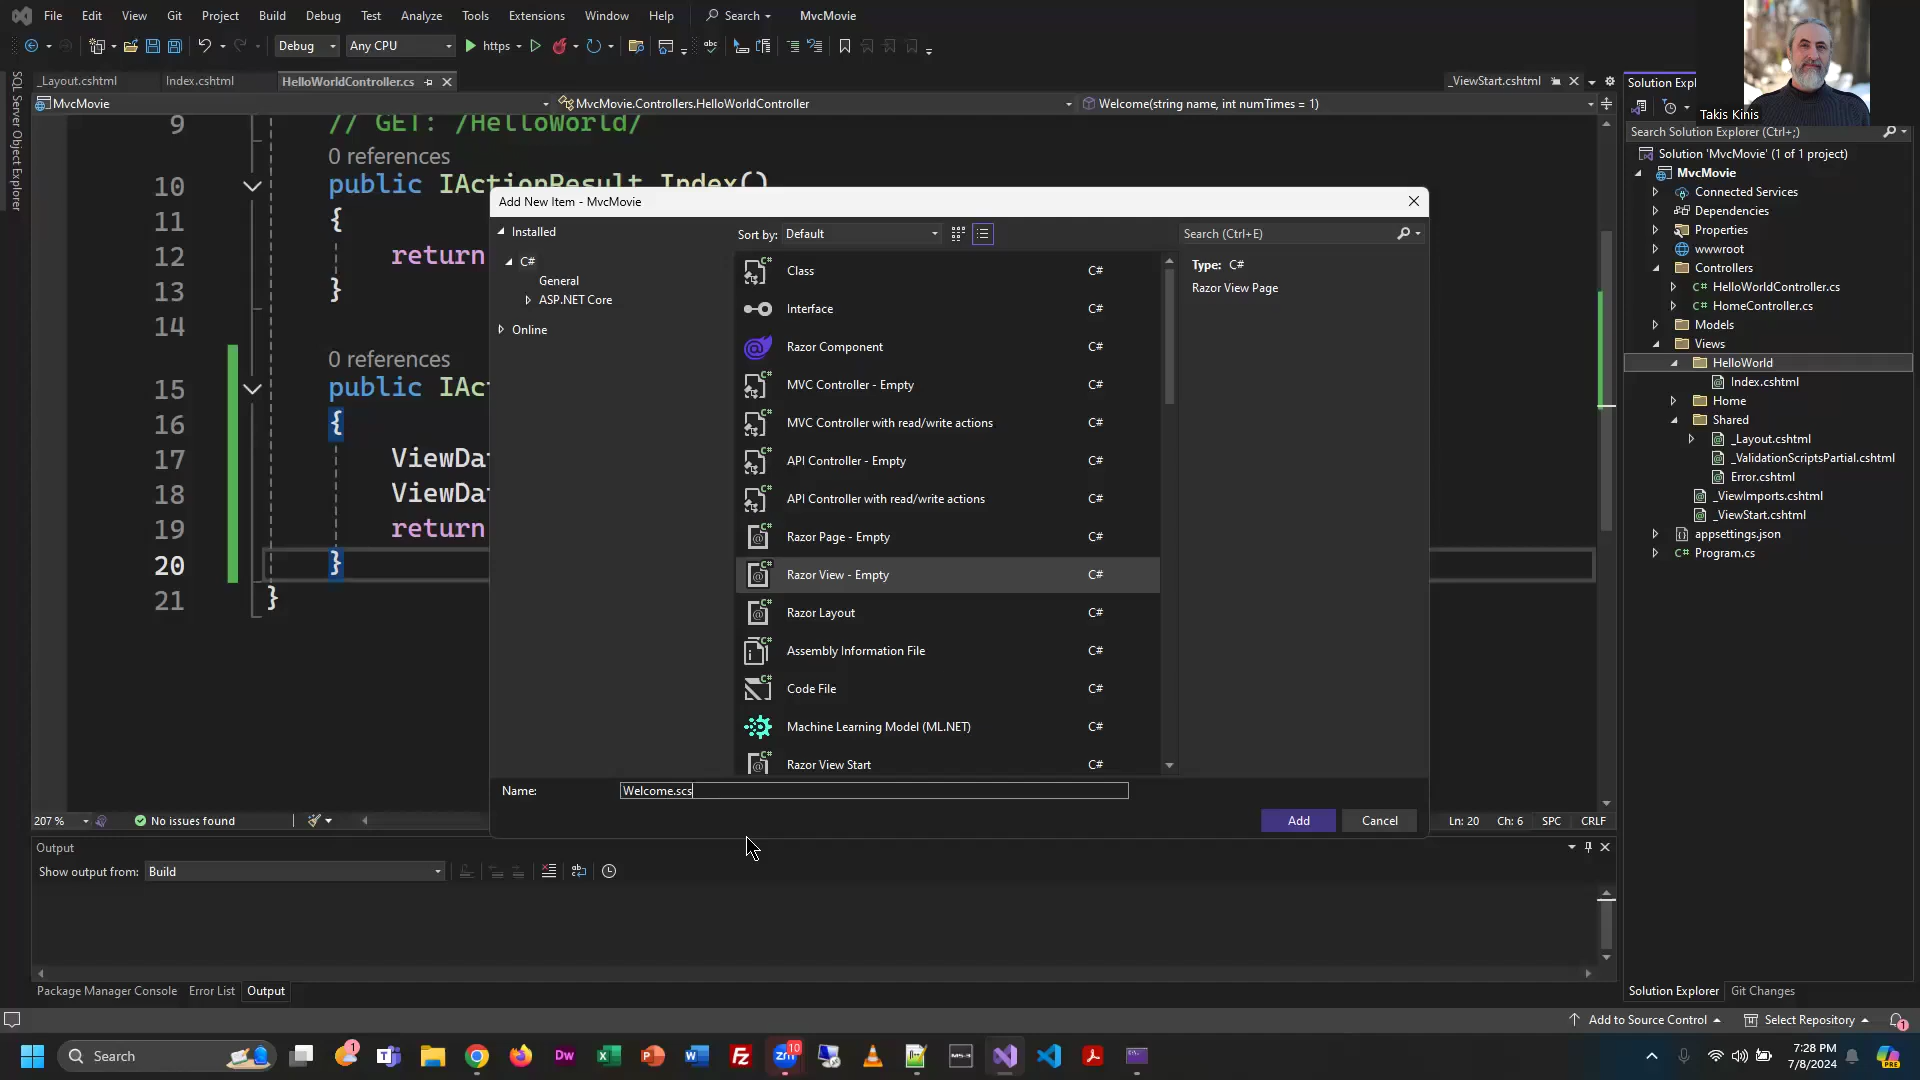 File Edit View Git Project Build Debug Test Analyze Tools Extensions Window Help Search MvcMovie
Debug Any CPU https
_Layout.cshtml Index.cshtml HelloWorldController.cs _ViewStart.cshtml
MvcMovie MvcMovie.Controllers.HelloWorldController Welcome(string name, int numTimes = 1)
SQL Server Object Explorer
9 // GET: /HelloWorld/
0 references
10 public IActionResult Index()
11 {
12 return
13 }
14
0 references
15 public IAc
16 {
17 ViewDa
18 ViewDa
19 return
20 }
21 }
Add New Item - MvcMovie
Installed
C#
General
ASP.NET Core
Online
Sort by: Default
Search (Ctrl+E)
Class C#
Interface C#
Razor Component C#
MVC Controller - Empty C#
MVC Controller with read/write actions C#
API Controller - Empty C#
API Controller with read/write actions C#
Razor Page - Empty C#
Razor View - Empty C#
Razor Layout C#
Assembly Information File C#
Code File C#
Machine Learning Model (ML.NET) C#
Razor View Start C#
Type: C#
Razor View Page
Name: Welcome.scs
Add Cancel
207 % No issues found Ln: 20 Ch: 6 SPC CRLF
Output
Show output from: Build
Package Manager Console Error List Output
Solution Expl
Takis Kinis
Search Solution Explorer (Ctrl+;)
Solution 'MvcMovie' (1 of 1 project)
MvcMovie
Connected Services
Dependencies
Properties
wwwroot
Controllers
C# HelloWorldController.cs
C# HomeController.cs
Models
Views
HelloWorld
Index.cshtml
Home
Shared
_Layout.cshtml
_ValidationScriptsPartial.cshtml
Error.cshtml
_ViewImports.cshtml
_ViewStart.cshtml
appsettings.json
C# Program.cs
Solution Explorer Git Changes
Add to Source Control Select Repository 1
Search 1 10
7:28 PM
7/8/2024